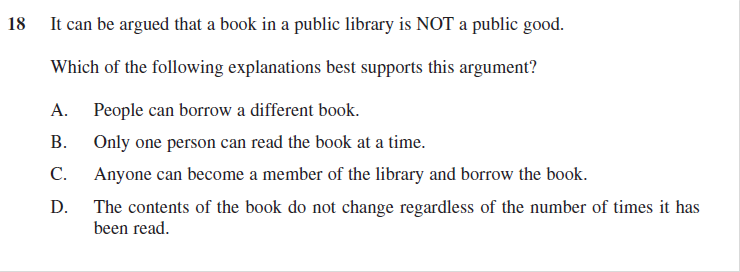 18 It can be argued that a book in a public library is NOT a public good.
Which of the following explanations best supports this argument?
A. People can borrow a different book.
B. Only one person can read the book at a time.
C. Anyone can become a member of the library and borrow the book.
D. The contents of the book do not change regardless of the number of times it has
been read.